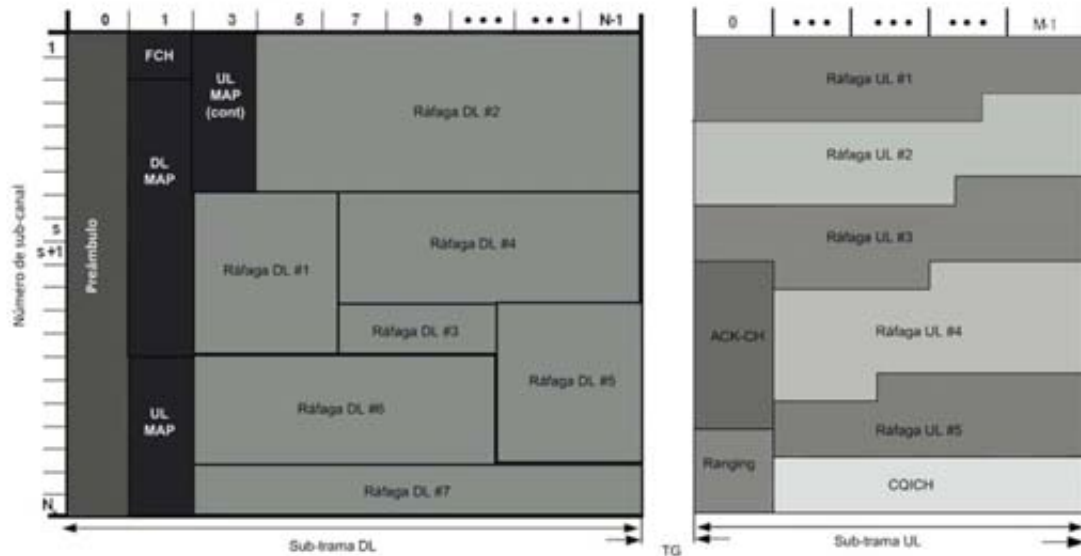 0 1 3 5 7 9 ••• ••• N-1
0 ••• ••• ••• M-1
Número de sub-canal
1
s
s+1
N
Preámbulo
FCH
DL
MAP
UL
MAP
UL
MAP
(cont)
Ráfaga DL #2
Ráfaga DL #1
Ráfaga DL #4
Ráfaga DL #3
Ráfaga DL #5
Ráfaga DL #6
Ráfaga DL #7
Sub-trama DL
TG
Ráfaga UL #1
Ráfaga UL #2
Ráfaga UL #3
ACK-CH
Ráfaga UL #4
Ráfaga UL #5
Ranging
CQICH
Sub-trama UL